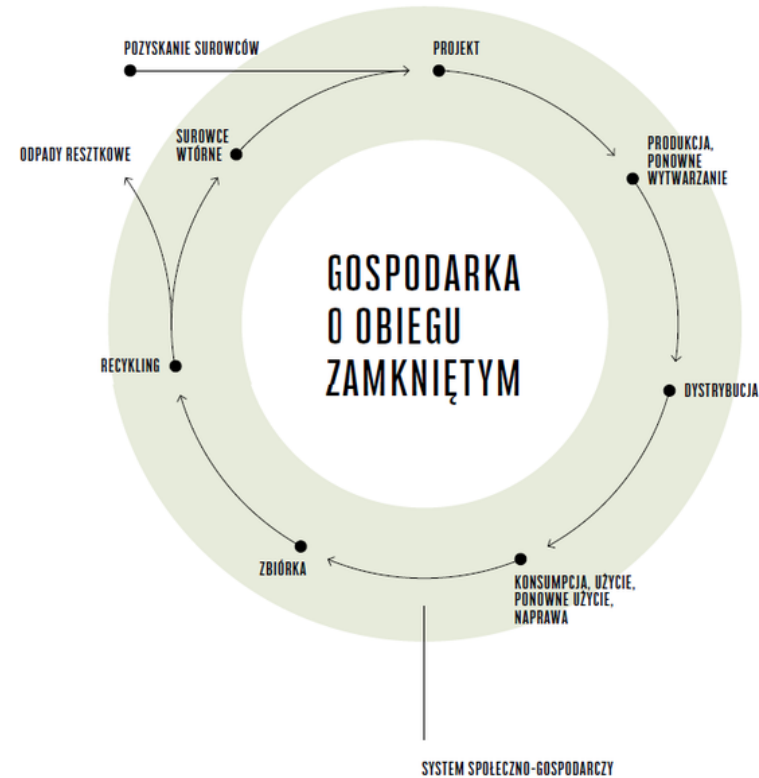 POZYSKANIE SUROWCÓW
PROJEKT
SUROWCE
WTÓRNE
ODPADY RESZTKOWE
PRODUKCJA,
PONOWNE
WYTWARZANIE
GOSPODARKA
O OBIEGU
ZAMKNIĘTYM
RECYKLING
DYSTRYBUCJA
ZBIÓRKA
KONSUMPCJA, UŻYCIE,
PONOWNE UŻYCIE,
NAPRAWA
SYSTEM SPOŁECZNO-GOSPODARCZY